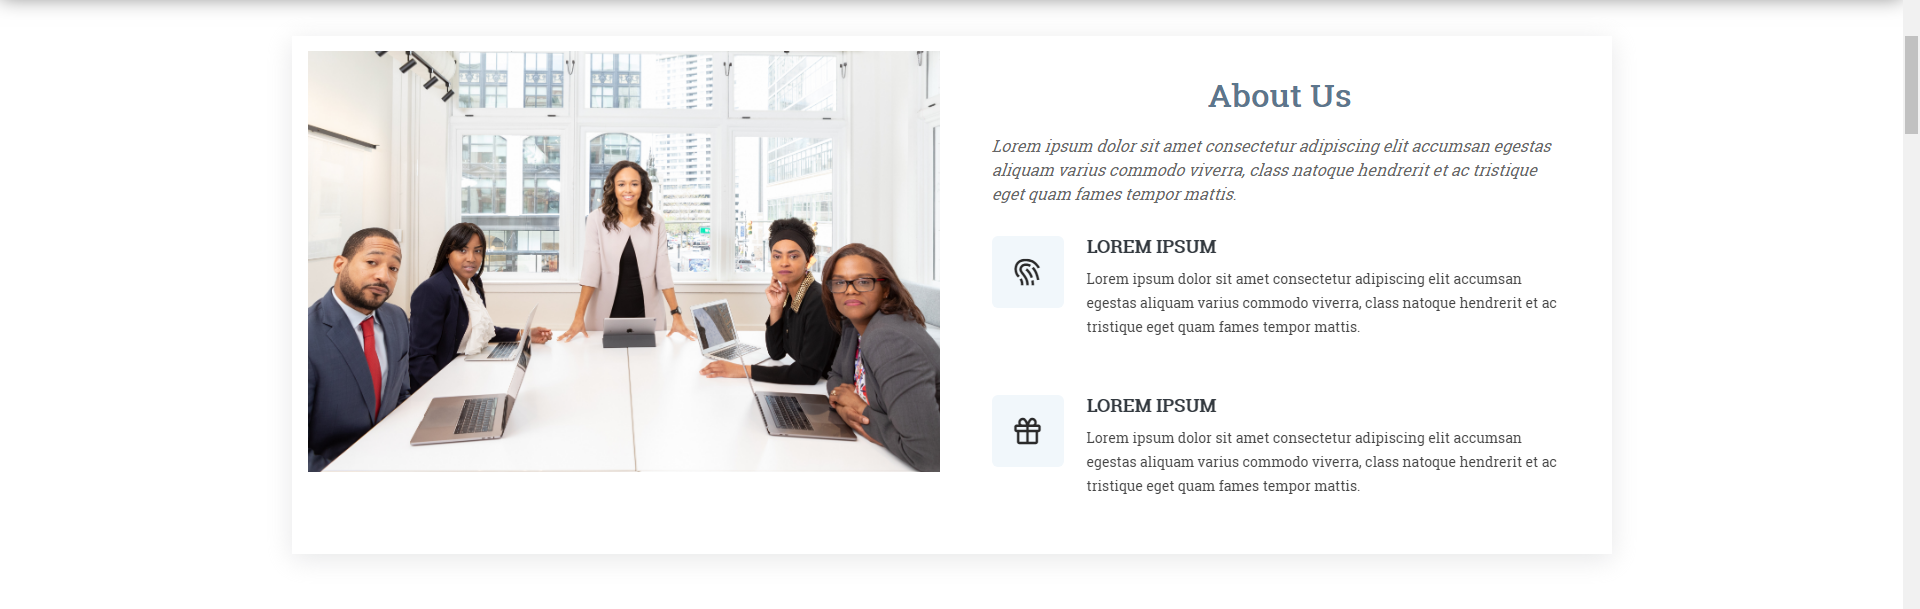 About Us
Lorem ipsum dolor sit amet consectetur adipiscing elit accumsan egestas
aliquam varius commodo viverra, class natoque hendrerit et ac tristique
eget quam fames tempor mattis.
LOREM IPSUM
Lorem ipsum dolor sit amet consectetur adipiscing elit accumsan
egestas aliquam varius commodo viverra, class natoque hendrerit et ac
tristique eget quam fames tempor mattis.
LOREM IPSUM
Lorem ipsum dolor sit amet consectetur adipiscing elit accumsan
egestas aliquam varius commodo viverra, class natoque hendrerit et ac
tristique eget quam fames tempor mattis.